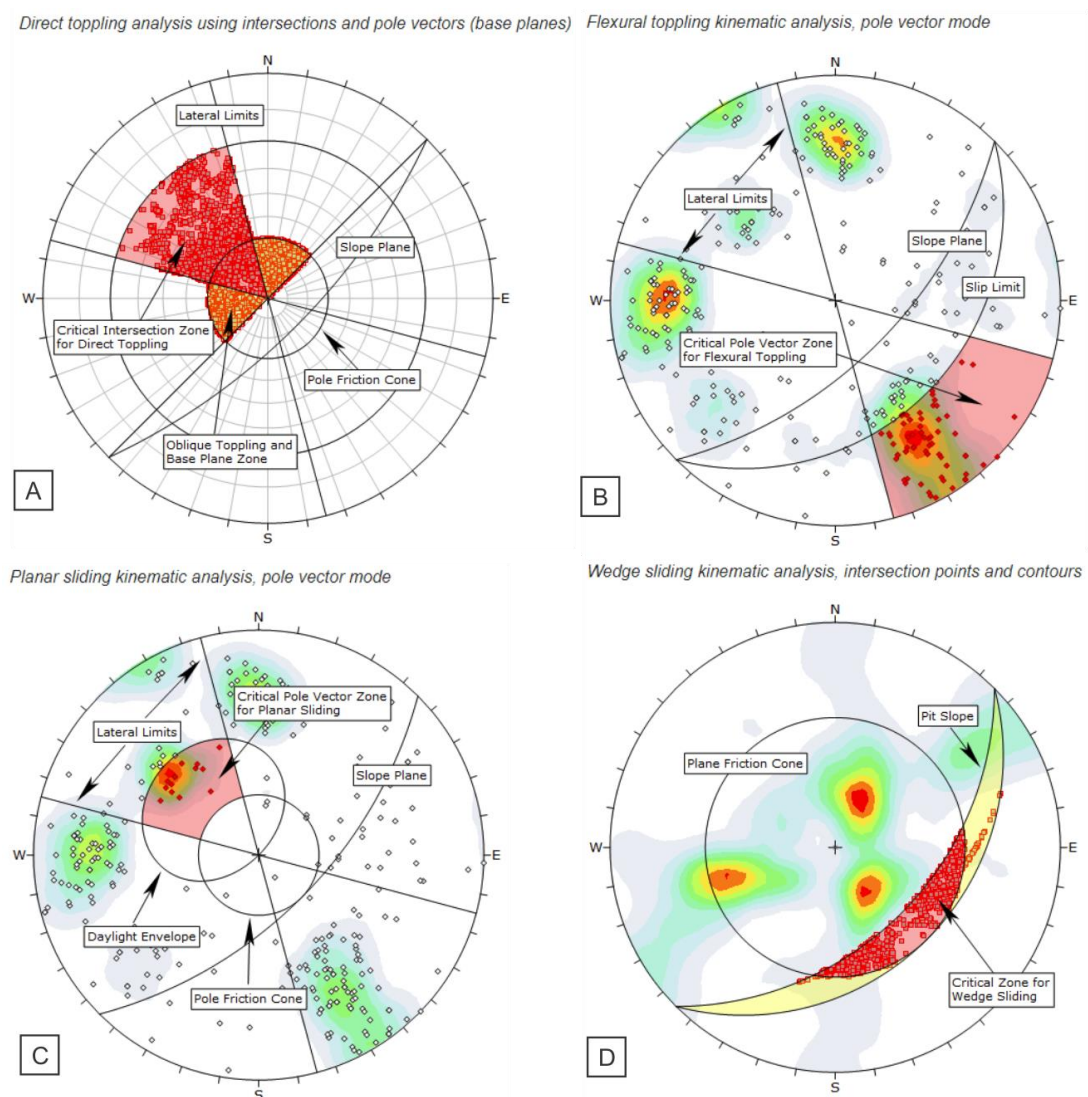 Direct toppling analysis using intersections and pole vectors (base planes)
N
Lateral Limits
Slope Plane
W
E
Critical Intersection Zone
for Direct Toppling
Pole Friction Cone
Oblique Toppling and
Base Plane Zone
A
S
Flexural toppling kinematic analysis, pole vector mode
N
Lateral Limits
Slope Plane
Slip Limit
W
E
Critical Pole Vector Zone
for Flexural Toppling
B
S
Planar sliding kinematic analysis, pole vector mode
N
Critical Pole Vector Zone
for Planar Sliding
Lateral Limits
Slope Plane
W
E
Daylight Envelope
Pole Friction Cone
C
S
Wedge sliding kinematic analysis, intersection points and contours
N
Pit Slope
Plane Friction Cone
W
E
Critical Zone for
Wedge Sliding
D
S